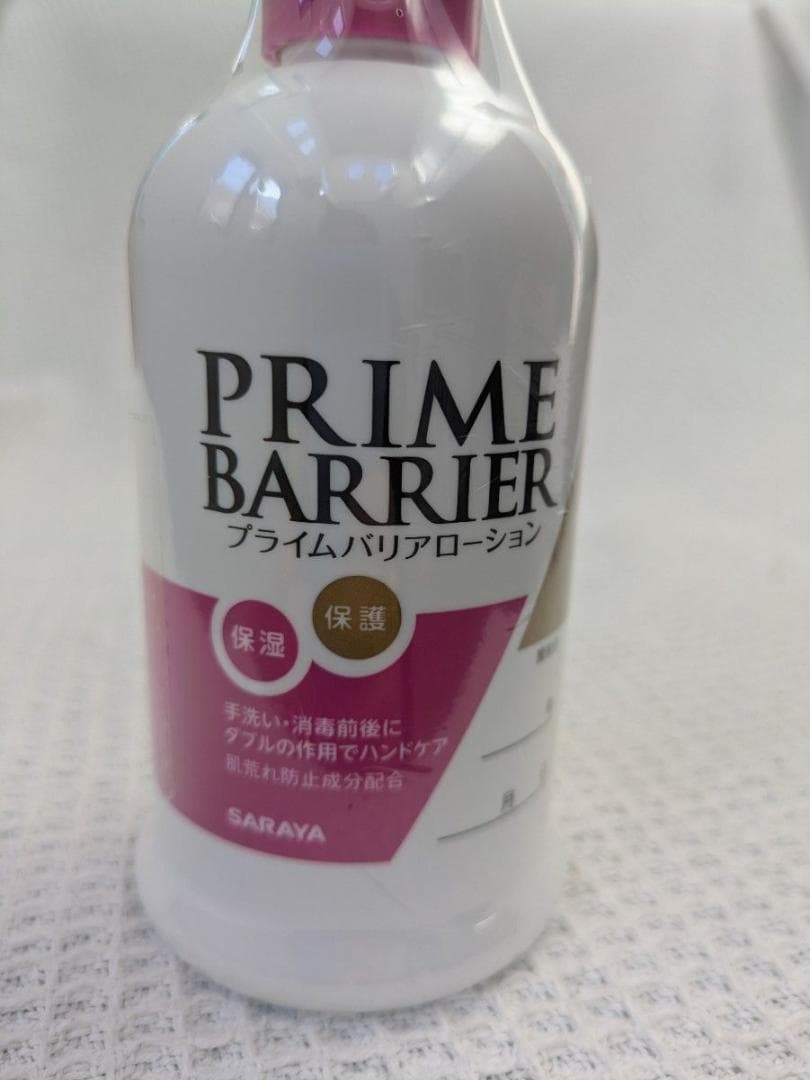 PRIME
BARRIER
プライムバリアローション
保湿
保護
手洗い・消毒前後に
ダブルの作用でハンドケア
肌荒れ防止成分配合
SARAYA
月